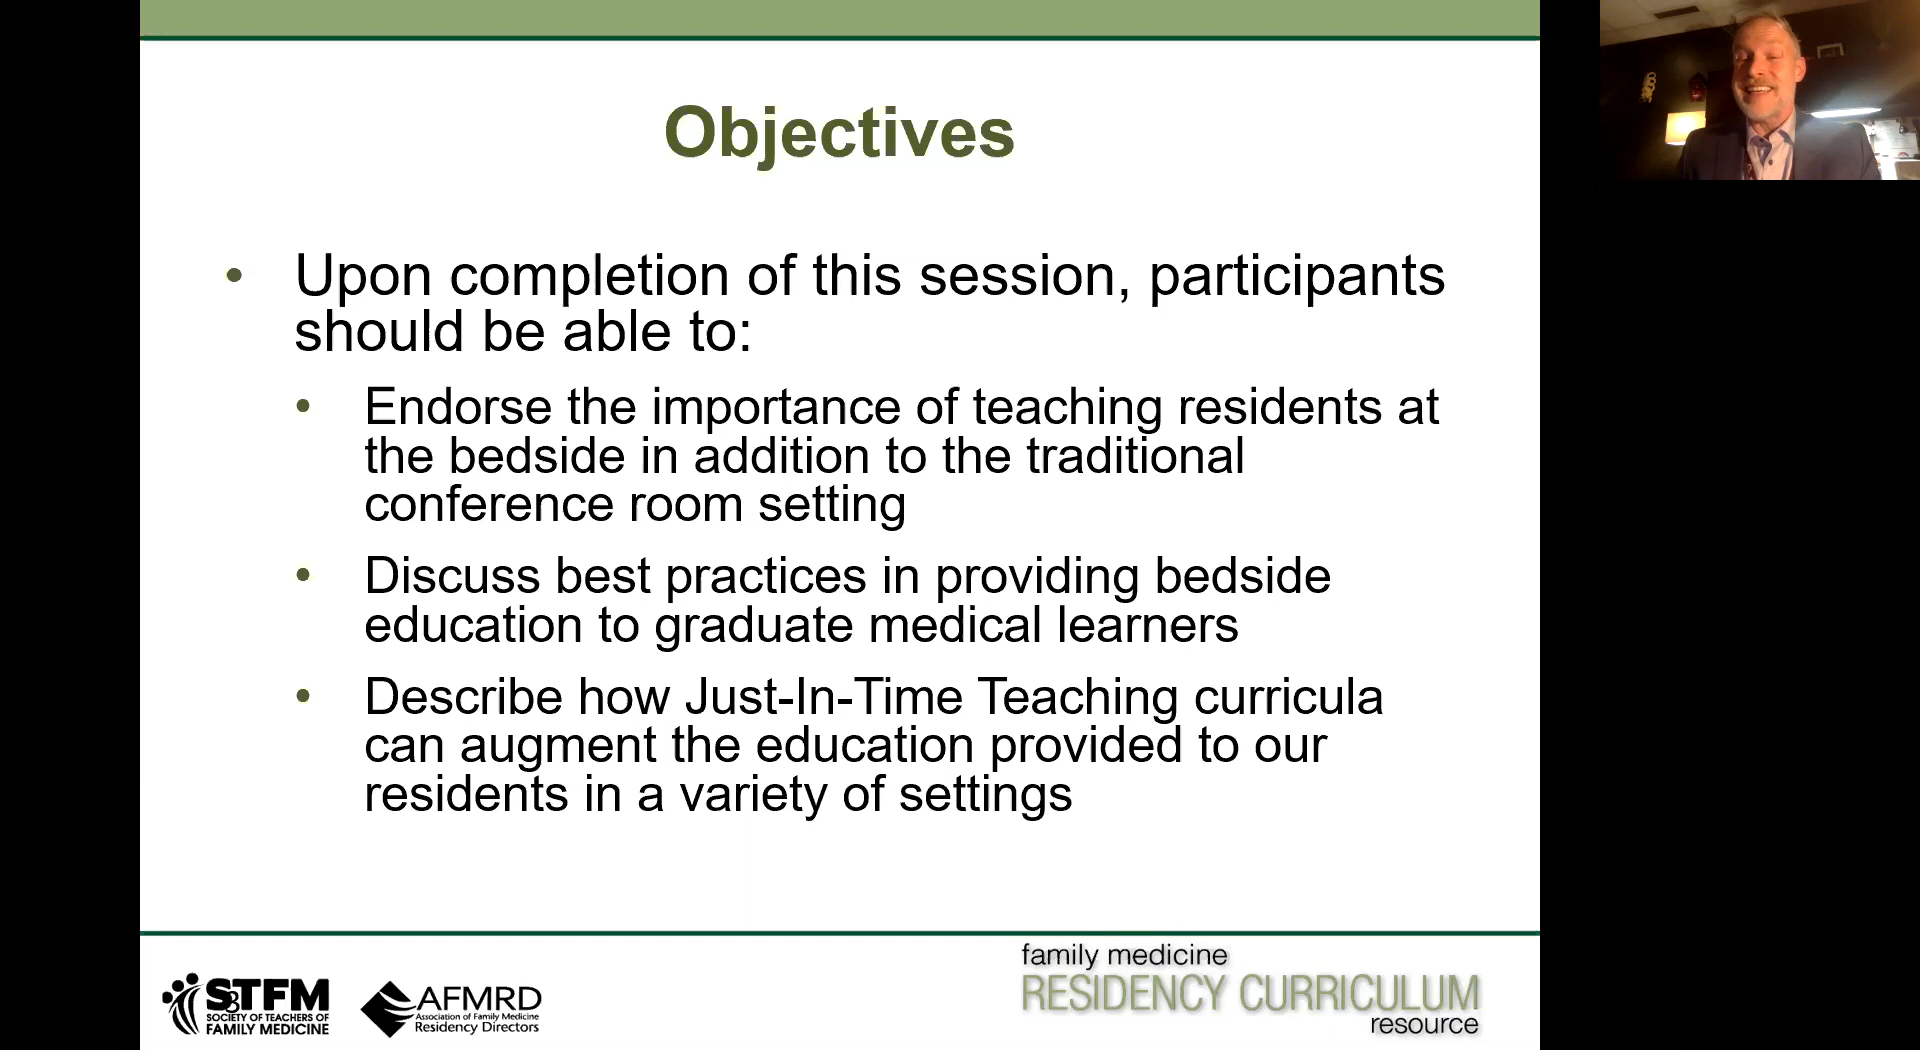 Objectives
• Upon completion of this session, participants
should be able to:
• Endorse the importance of teaching residents at
the bedside in addition to the traditional
conference room setting
• Discuss best practices in providing bedside
education to graduate medical learners
• Describe how Just-In-Time Teaching curricula
can augment the education provided to our
residents in a variety of settings
STFM
3
SOCIETY OF TEACHERS OF
FAMILY MEDICINE
AFMRD
Association of Family Medicine
Residency Directors
family medicine
RESIDENCY CURRICULUM
resource